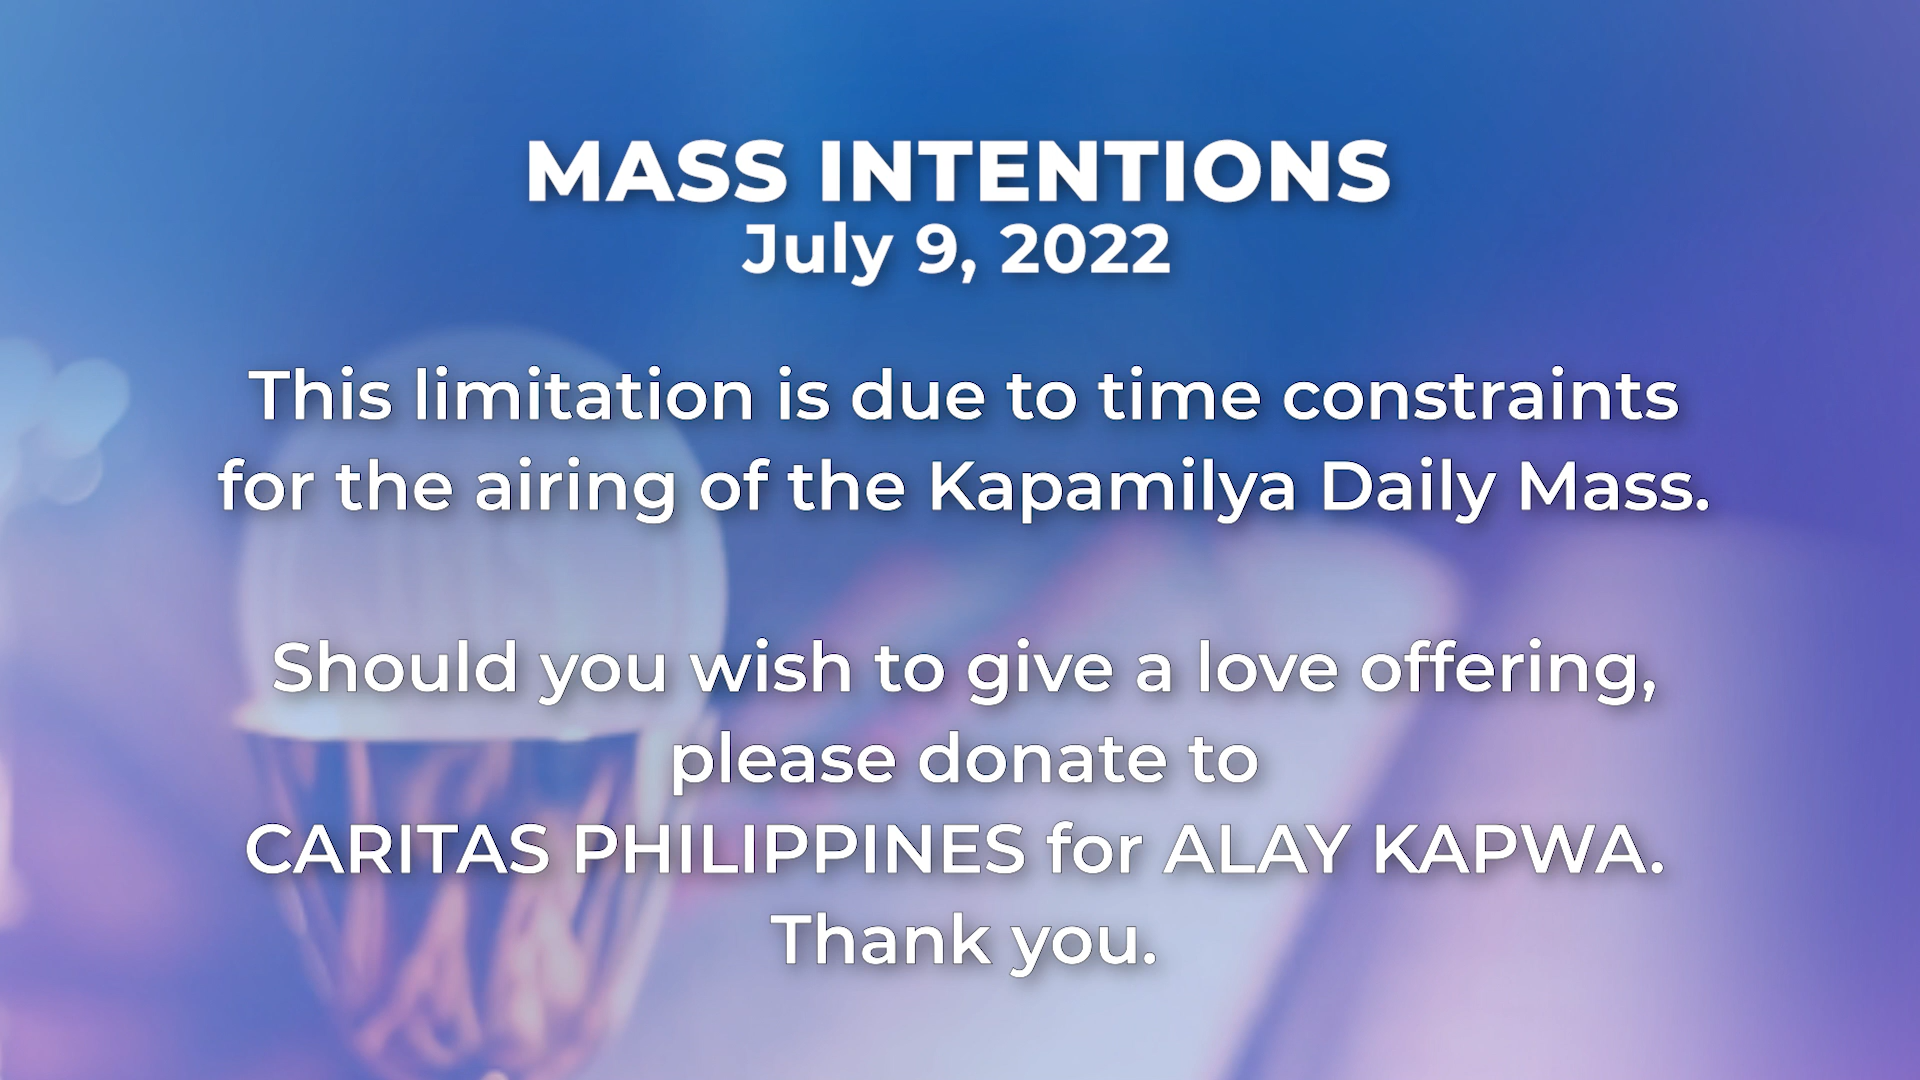 MASS INTENTIONS
July 9, 2022
This limitation is due to time constraints
for the airing of the Kapamilya Daily Mass.
Should you wish to give a love offering,
please donate to
CARITAS PHILIPPINES for ALAY KAPWA.
Thank you.